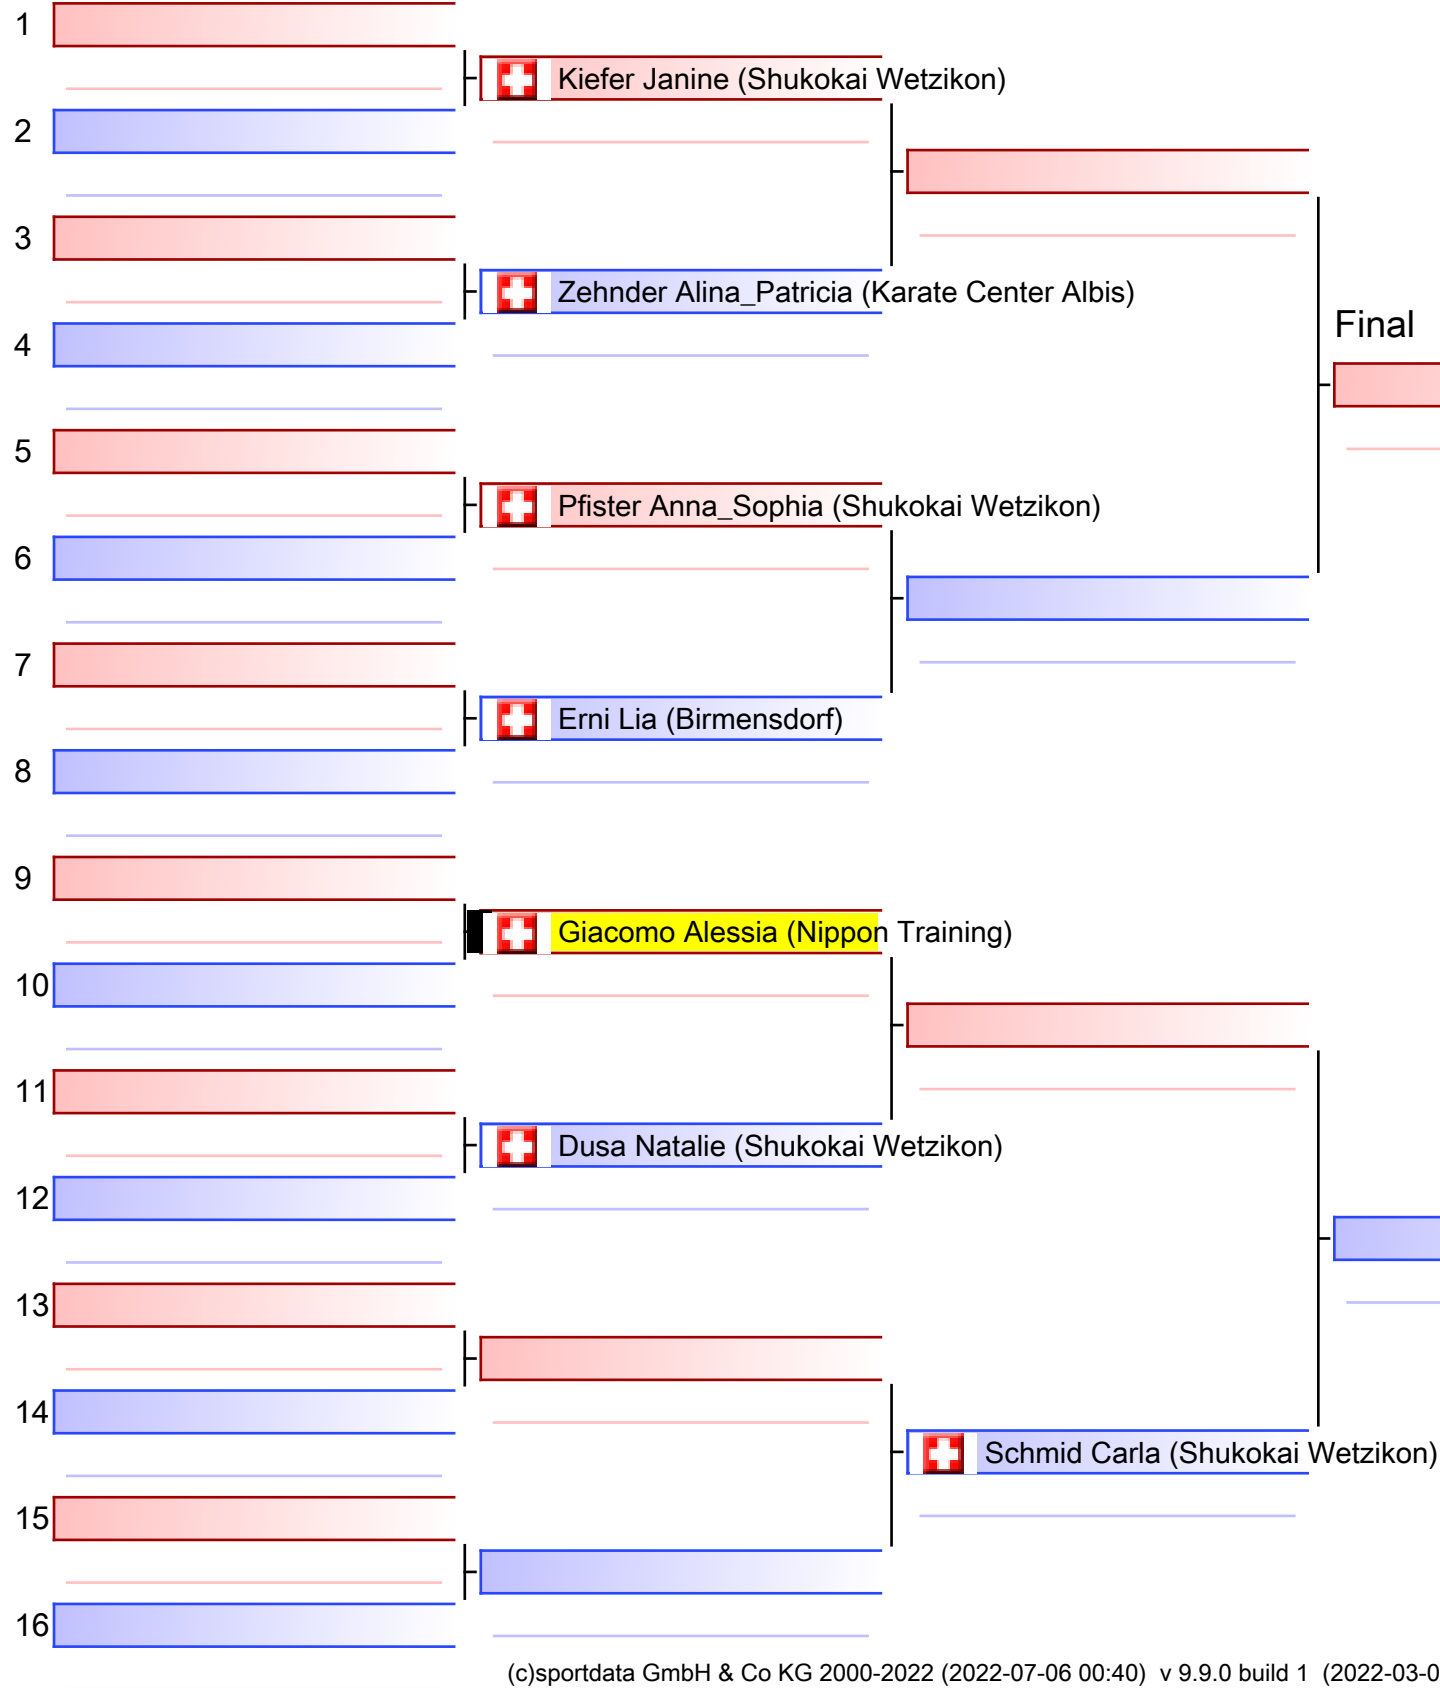 1
Kiefer Janine (Shukokai Wetzikon)
2
3
Zehnder Alina_Patricia (Karate Center Albis)
Final
4
5
Pfister Anna_Sophia (Shukokai Wetzikon)
6
7
Erni Lia (Birmensdorf)
8
9
Giacomo Alessia (Nippon Training)
10
11
Dusa Natalie (Shukokai Wetzikon)
12
13
14
Schmid Carla (Shukokai Wetzikon)
15
16
(c)sportdata GmbH & Co KG 2000-2022 (2022-07-06 00:40) v 9.9.0 build 1 (2022-03-0